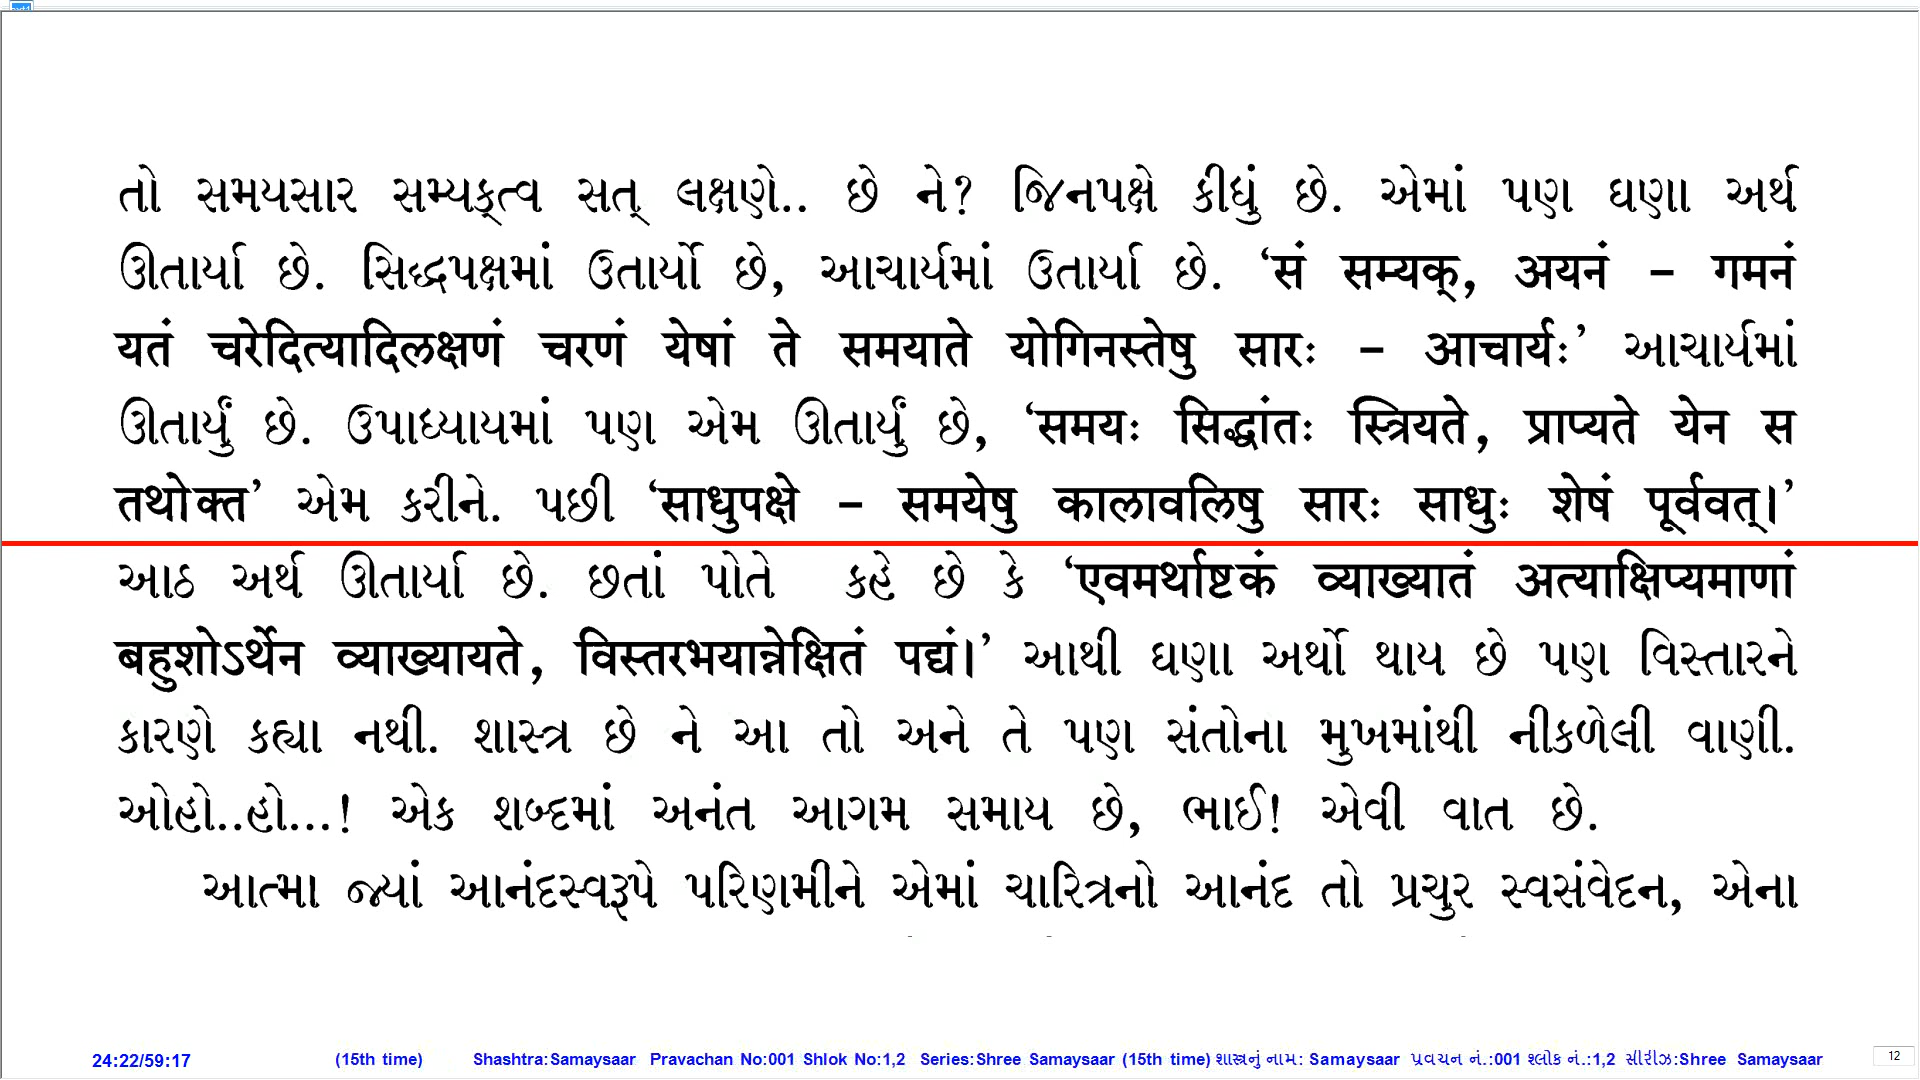 તો સમયસાર સમ્યક્ત્વ સત્ લક્ષણે.. છે ને? જિનપક્ષે કીધું છે. એમાં પણ ઘણા અર્થ
ઊતાર્યા છે. સિદ્ધપક્ષમાં ઉતાર્યો છે, આચાર્યમાં ઉતાર્યા છે. ‘सं सम्यक्, अयनं – गमनं
यतं चरेदित्यादिलक्षणं चरणं येषां ते समयाते योगिनस्तेषु सारः – आचार्यः’ આચાર્યમાં
ઊતાર્યું છે. ઉપાધ્યાયમાં પણ એમ ઊતાર્યું છે, ‘समयः सिद्धांतः स्त्रियते, प्राप्यते येन स
तथोक्त’ એમ કરીને. પછી ‘साधुपक्षे – समयेषु कालावलिषु सारः साधुः शेषं पूर्ववत्।’
આઠ અર્થ ઊતાર્યા છે. છતાં પોતે કહે છે કે ‘एवमर्थाष्टकं व्याख्यातं अत्याक्षिप्यमाणां
बहुशोऽर्थेन व्याख्यायते, विस्तरभयान्नेक्षितं पद्यं।’ આથી ઘણા અર્થો થાય છે પણ વિસ્તારને
કારણે કહ્યા નથી. શાસ્ત્ર છે ને આ તો અને તે પણ સંતોના મુખમાંથી નીકળેલી વાણી.
ઓહો..હો...! એક શબ્દમાં અનંત આગમ સમાય છે, ભાઈ! એવી વાત છે.
આત્મા જ્યાં આનંદસ્વરૂપે પરિણમીને એમાં ચારિત્રનો આનંદ તો પ્રચુર સ્વસંવેદન, એના
24:22/59:17 (15th time) Shashtra:Samaysaar Pravachan No:001 Shlok No:1,2 Series:Shree Samaysaar (15th time) શાસ્ત્રનું નામ: Samaysaar પ્રવચન નં.:001 શ્લોક નં.:1,2 સીરીઝ:Shree Samaysaar 12